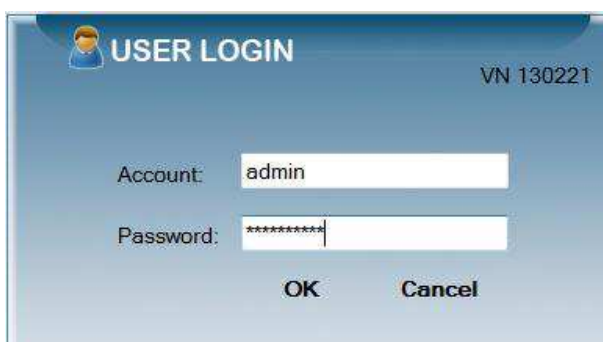 USER LOGIN
VN 130221
Account: admin
Password: **********
OK Cancel